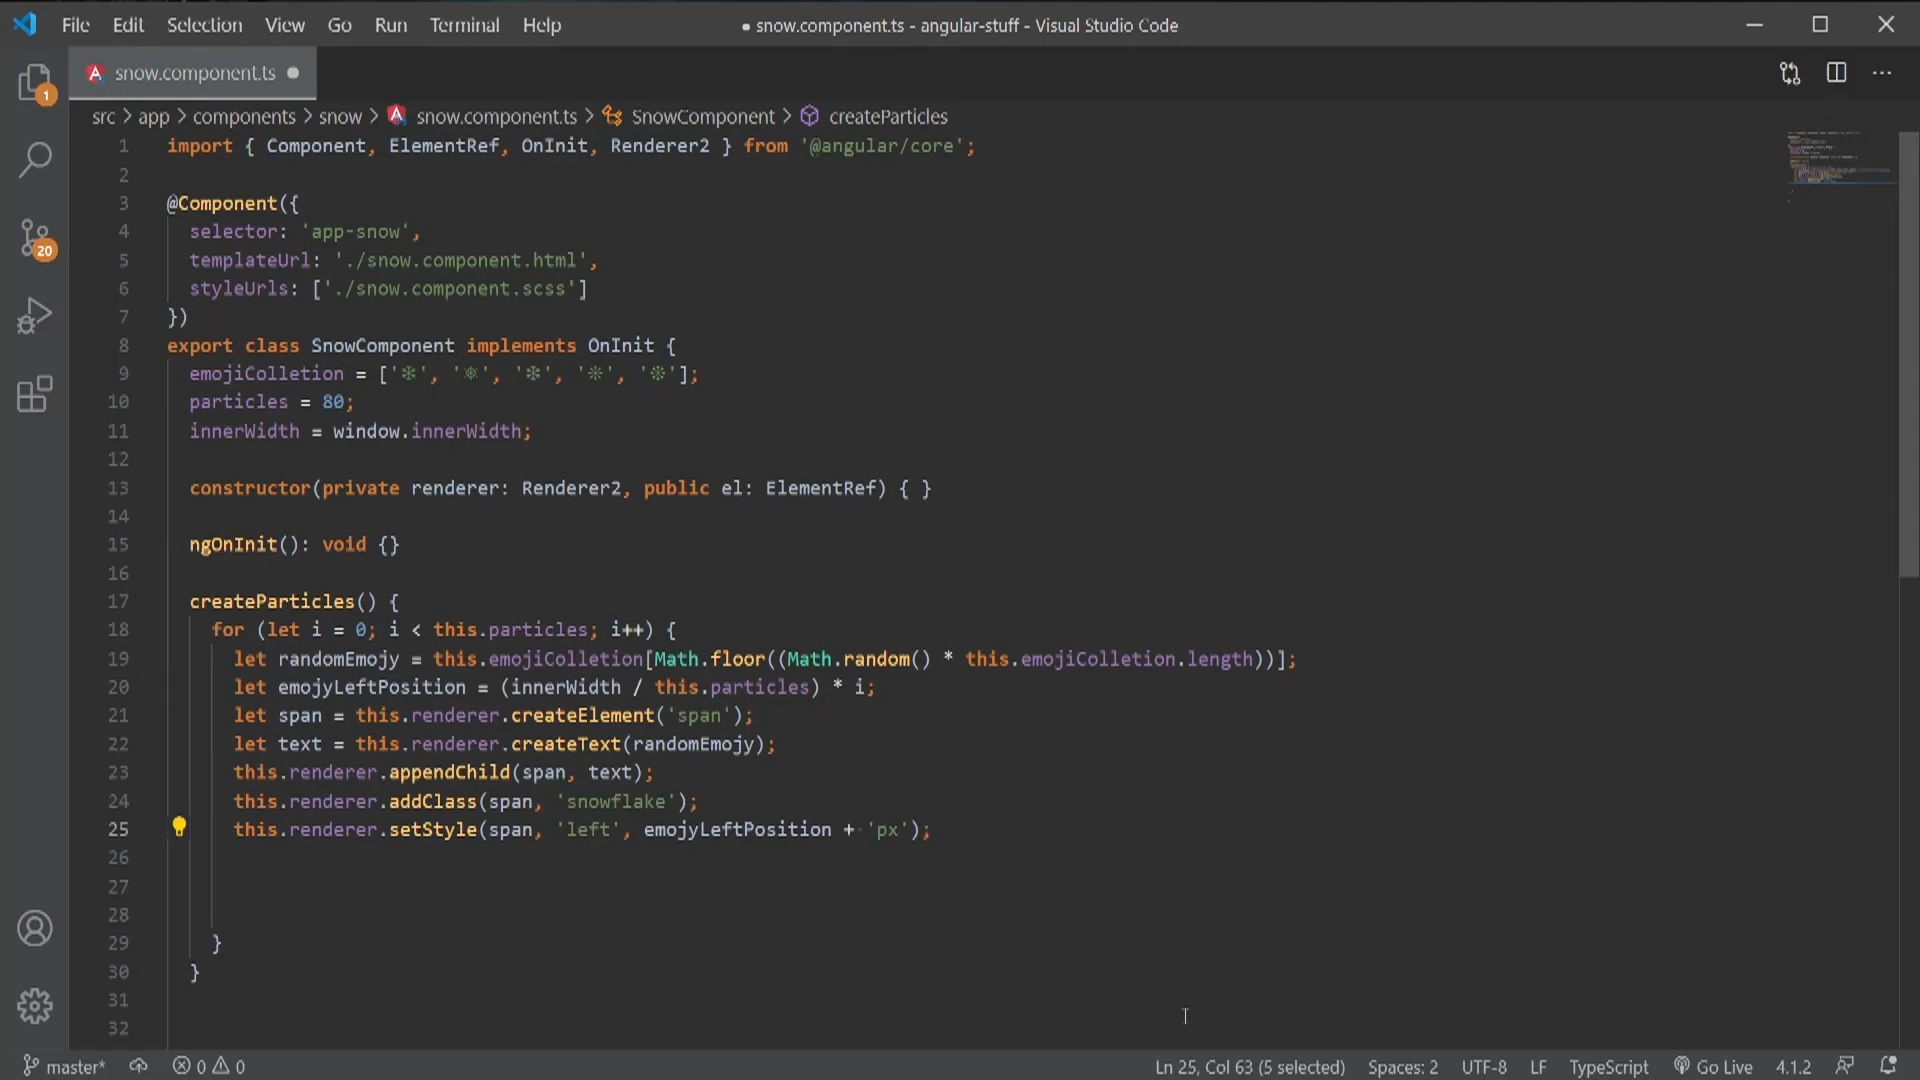 File Edit Selection View Go Run Terminal Help
● snow.component.ts - angular-stuff - Visual Studio Code
snow.component.ts
src > app > components > snow > snow.component.ts > SnowComponent > createParticles
1
20
1 import { Component, ElementRef, OnInit, Renderer2 } from '@angular/core';
2
3 @Component({
4   selector: 'app-snow',
5   templateUrl: './snow.component.html',
6   styleUrls: ['./snow.component.scss']
7 })
8 export class SnowComponent implements OnInit {
9   emojiColletion = ['❄', '⛯', '❄', '☼', '❊'];
10   particles = 80;
11   innerWidth = window.innerWidth;
12
13   constructor(private renderer: Renderer2, public el: ElementRef) { }
14
15   ngOnInit(): void {}
16
17   createParticles() {
18     for (let i = 0; i < this.particles; i++) {
19       let randomEmojy = this.emojiColletion[Math.floor((Math.random() * this.emojiColletion.length))];
20       let emojyLeftPosition = (innerWidth / this.particles) * i;
21       let span = this.renderer.createElement('span');
22       let text = this.renderer.createText(randomEmojy);
23       this.renderer.appendChild(span, text);
24       this.renderer.addClass(span, 'snowflake');
25       this.renderer.setStyle(span, 'left', emojyLeftPosition + 'px');
26
27
28
29     }
30   }
31
32
master* 0 0 Ln 25, Col 63 (5 selected) Spaces: 2 UTF-8 LF TypeScript Go Live 4.1.2